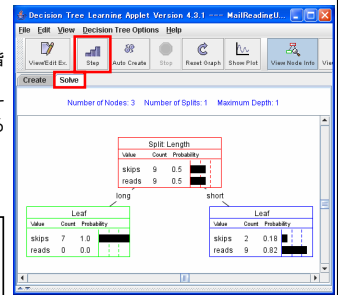 Decision Tree Learning Applet Version 4.3.1 --- MailReadingU...
File Edit View Decision Tree Options Help
View/Edit Ex. Step Auto Create Stop Reset Graph Show Plot View Node Info Vie
Create Solve
Number of Nodes: 3 Number of Splits: 1 Maximum Depth: 1
Split: Length
Value Count Probability
skips 9 0.5
reads 9 0.5
long short
Leaf
Value Count Probability
skips 7 1.0
reads 0 0.0
Leaf
Value Count Probability
skips 2 0.18
reads 9 0.82